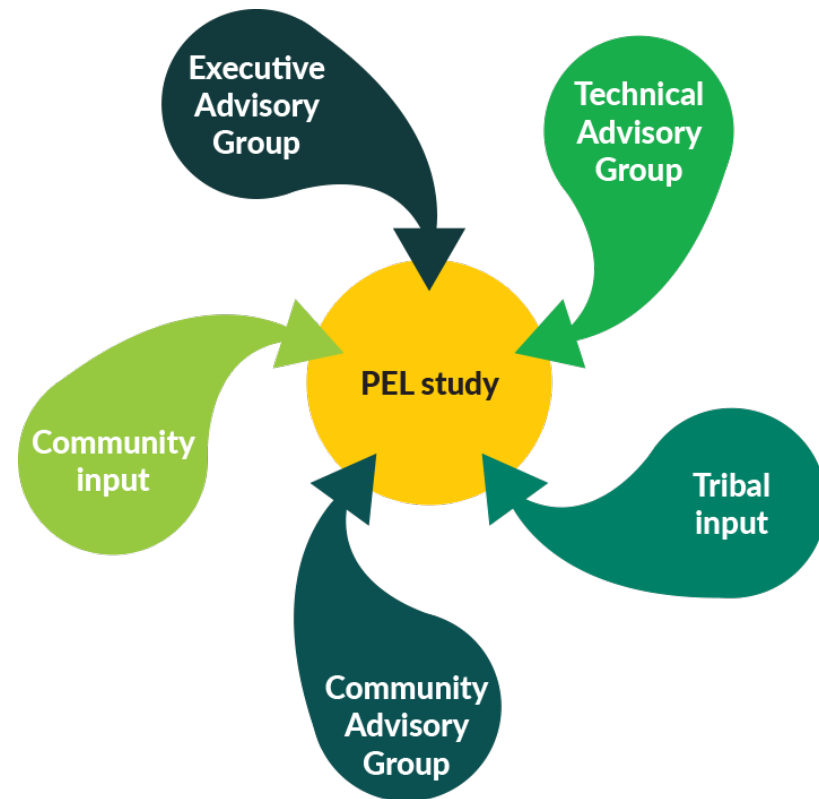 Executive
Advisory
Group
Technical
Advisory
Group
PEL study
Community
input
Tribal
input
Community
Advisory
Group